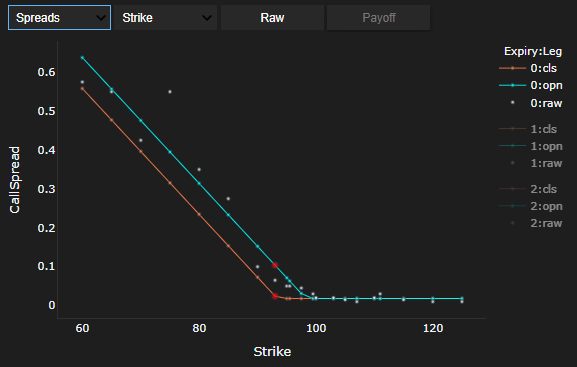 Spreads Strike Raw Payoff
Expiry:Leg
0:cls
0:opn
0:raw
1:cls
1:opn
1:raw
2:cls
2:opn
2:raw
CallSpread
0.6
0.5
0.4
0.3
0.2
0.1
0
60 80 100 120
Strike